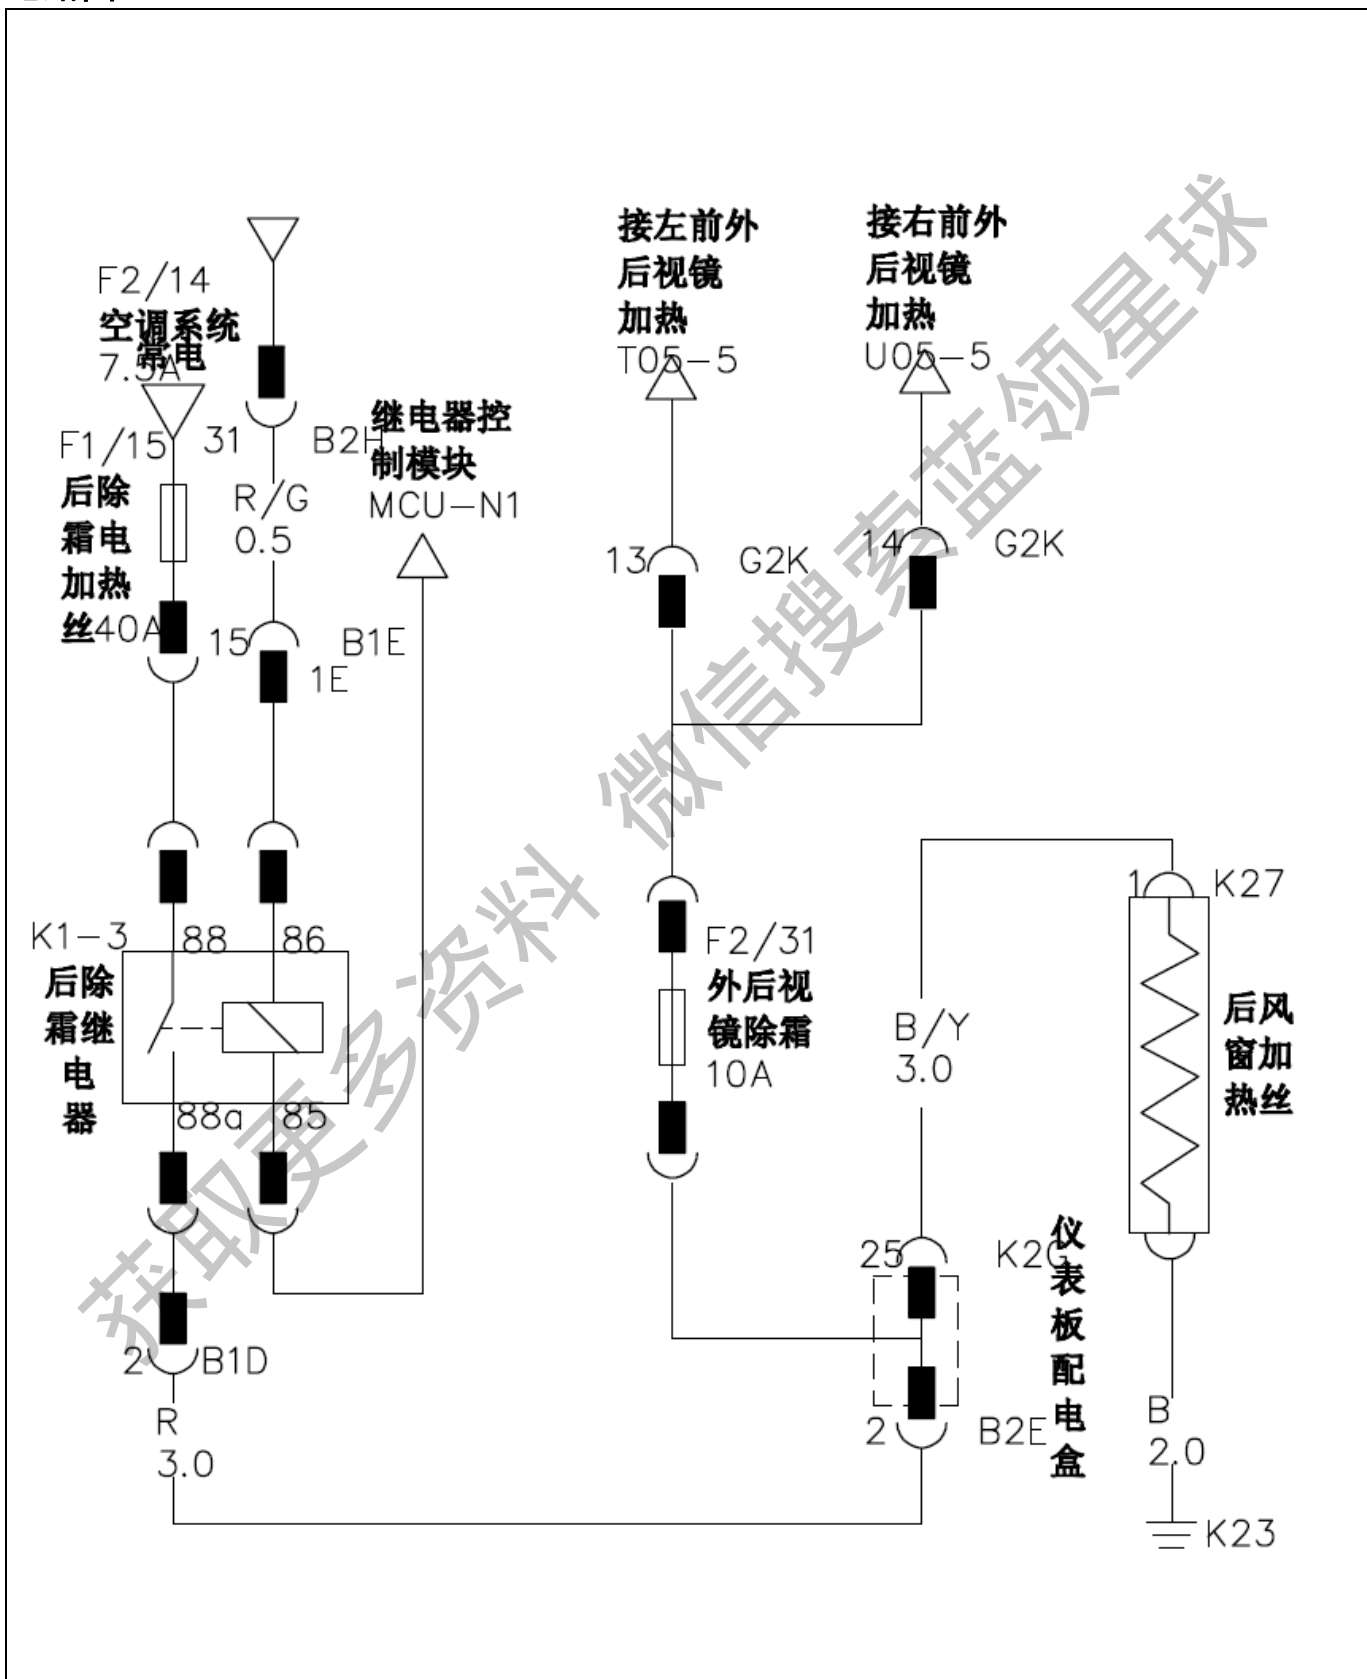 F2/14
空调系统
7.5A
常电
F1/15
后除
霜电
加热
丝40A
31
B2H
R/G
0.5
15
B1E
1E
继电器控
制模块
MCU-N1
接左前外
后视镜
加热
T05-5
接右前外
后视镜
加热
U05-5
13
G2K
14
G2K
K1-3
后除
霜继
电
器
88
86
88a
85
2
B1D
R
3.0
F2/31
外后视
镜除霜
10A
B/Y
3.0
1
K27
后风
窗加
热丝
25
K2G
仪
表
板
配
电
盒
2
B2E
B
2.0
K23
获取更多资料 微信搜索蓝领星球